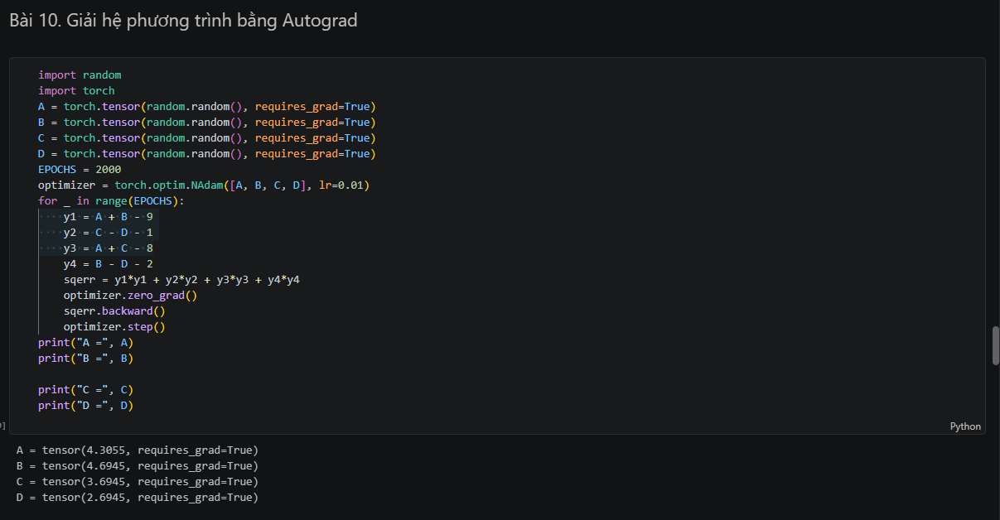 Bài 10. Giải hệ phương trình bằng Autograd
import random
import torch
A = torch.tensor(random.random(), requires_grad=True)
B = torch.tensor(random.random(), requires_grad=True)
C = torch.tensor(random.random(), requires_grad=True)
D = torch.tensor(random.random(), requires_grad=True)
EPOCHS = 2000
optimizer = torch.optim.NAdam([A, B, C, D], lr=0.01)
for _ in range(EPOCHS):
    y1 = A + B - 9
    y2 = C - D - 1
    y3 = A + C - 8
    y4 = B - D - 2
    sqerr = y1*y1 + y2*y2 + y3*y3 + y4*y4
    optimizer.zero_grad()
    sqerr.backward()
    optimizer.step()
print("A =", A)
print("B =", B)
print("C =", C)
print("D =", D)
Python
A = tensor(4.3055, requires_grad=True)
B = tensor(4.6945, requires_grad=True)
C = tensor(3.6945, requires_grad=True)
D = tensor(2.6945, requires_grad=True)